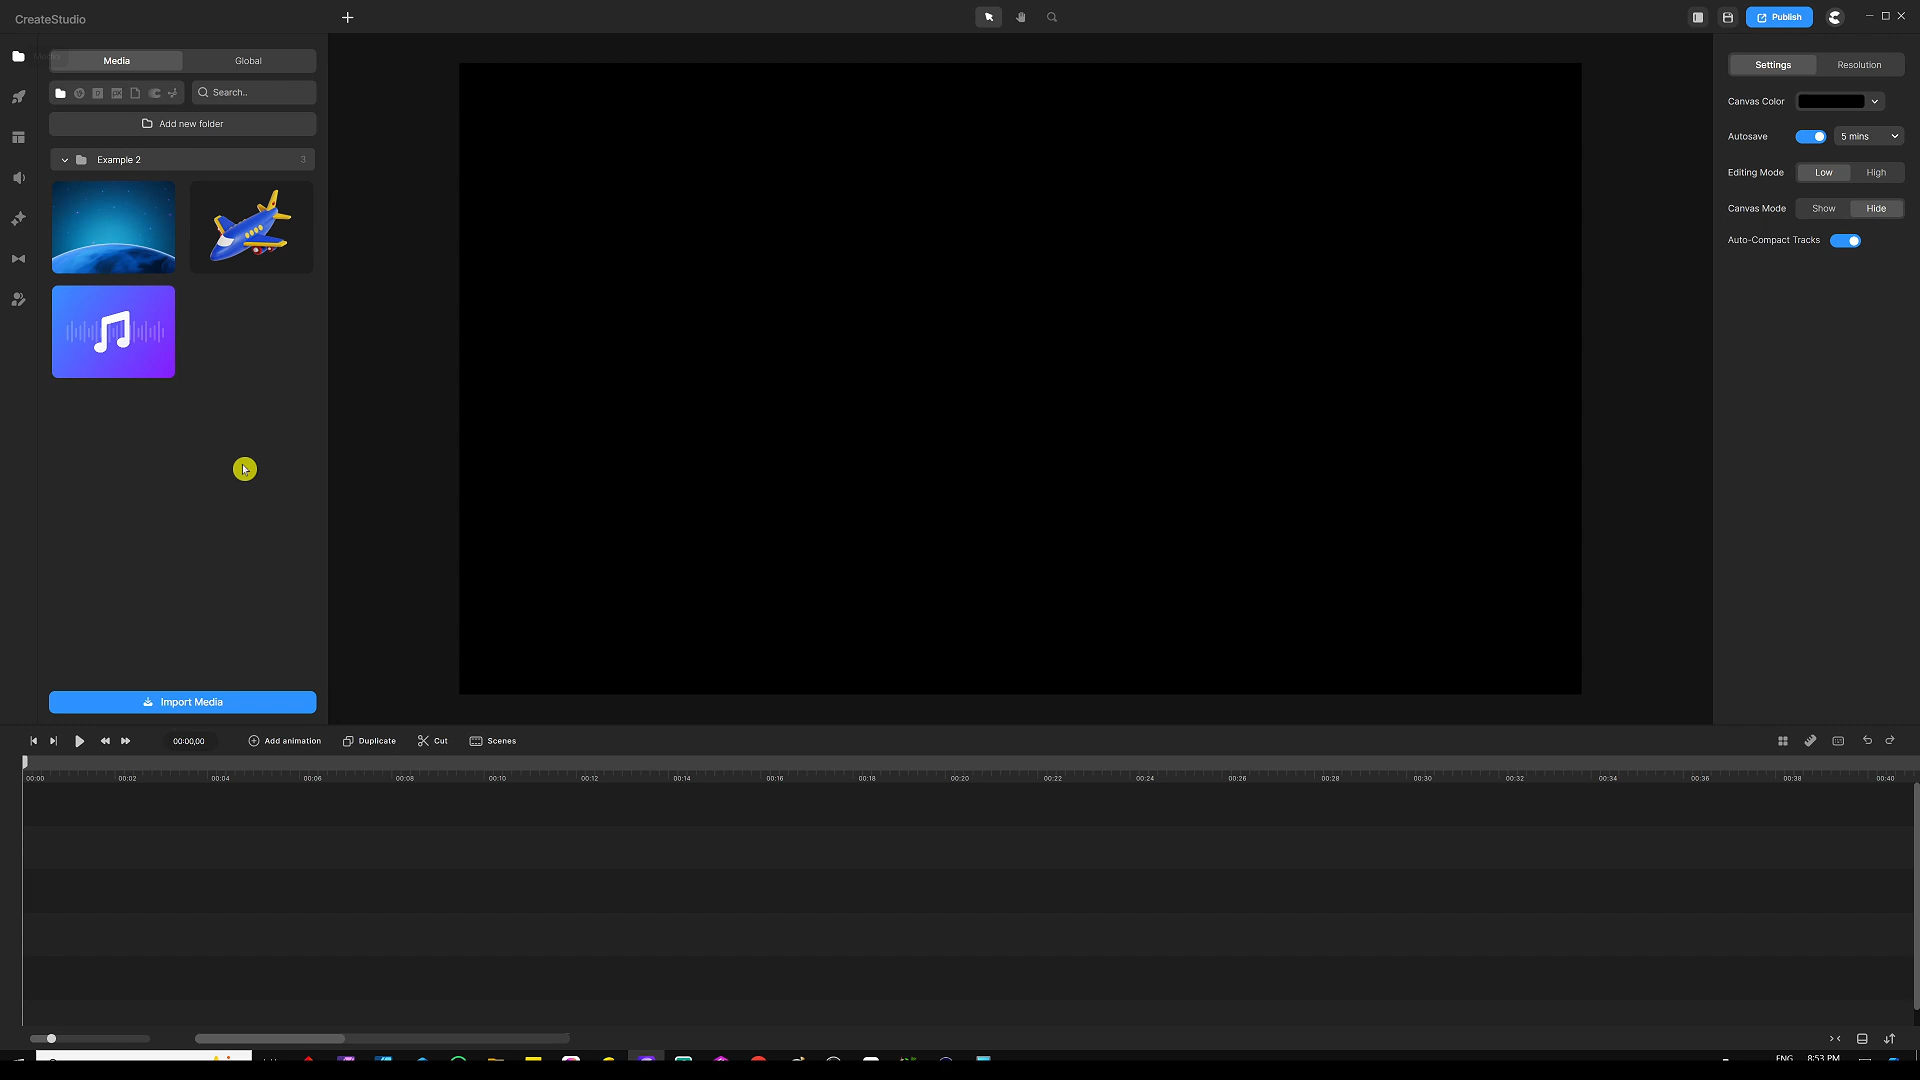 CreateStudio
Publish
Media
Global
Search..
Add new folder
Example 2
3
Import Media
Settings
Resolution
Canvas Color
Autosave
5 mins
Editing Mode
Low
High
Canvas Mode
Show
Hide
Auto-Compact Tracks
00:00,00
Add animation
Duplicate
Cut
Scenes
00:00 00:02 00:04 00:06 00:08 00:10 00:12 00:14 00:16 00:18 00:20 00:22 00:24 00:26 00:28 00:30 00:32 00:34 00:36 00:38 00:40
ENG
8:53 PM